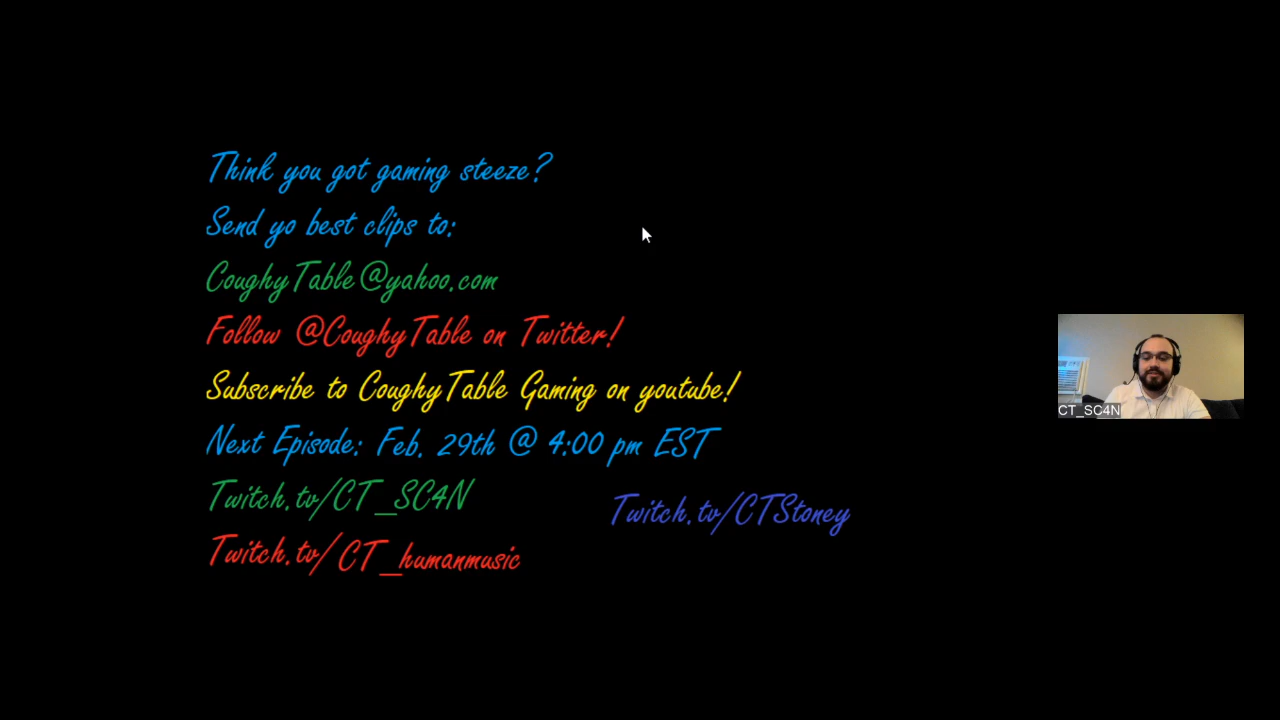 Think you got gaming steeze?
Send yo best clips to:
CoughyTable@yahoo.com
Follow @CoughyTable on Twitter!
Subscribe to CoughyTable Gaming on youtube!
Next Episode: Feb. 29th @ 4:00 pm EST
Twitch.tv/CT_SC4N
Twitch.tv/CTStoney
Twitch.tv/CT_humanmusic
CT_SC4N